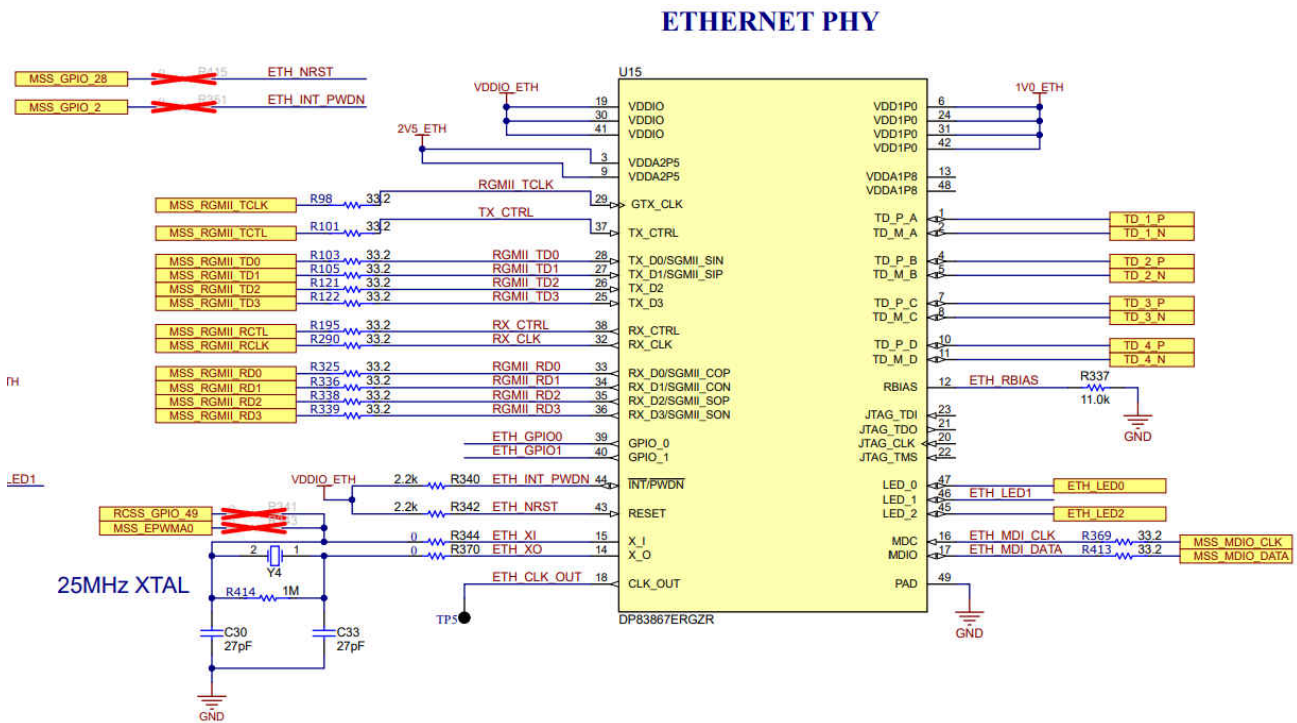 ETHERNET PHY
MSS_GPIO_28 0 R415 ETH_NRST
MSS_GPIO_2 0 ETH_INT_PWDN
U15
VDDIO_ETH 19 VDDIO VDD1P0 6 1V0_ETH
30 VDDIO VDD1P0 24
41 VDDIO VDD1P0 31
2V5_ETH VDD1P0 42
3 VDDA2P5
9 VDDA2P5 VDDA1P8 13
VDDA1P8 48
MSS_RGMII_TCLK R98 33.2 RGMII_TCLK 29 GTX_CLK
TD_P_A 1 TD_1_P
MSS_RGMII_TCTL R101 33.2 TX_CTRL 37 TX_CTRL TD_M_A 2 TD_1_N
MSS_RGMII_TD0 R103 33.2 RGMII_TD0 28 TX_D0/SGMII_SIN TD_P_B 4 TD_2_P
MSS_RGMII_TD1 R105 33.2 RGMII_TD1 27 TX_D1/SGMII_SIP TD_M_B 5 TD_2_N
MSS_RGMII_TD2 R121 33.2 RGMII_TD2 26 TX_D2
MSS_RGMII_TD3 R122 33.2 RGMII_TD3 25 TX_D3 TD_P_C 7 TD_3_P
TD_M_C 8 TD_3_N
MSS_RGMII_RCTL R195 33.2 RX_CTRL 38 RX_CTRL
MSS_RGMII_RCLK R290 33.2 RX_CLK 32 RX_CLK TD_P_D 10 TD_4_P
TD_M_D 11 TD_4_N
MSS_RGMII_RD0 R325 33.2 RGMII_RD0 33 RX_D0/SGMII_COP
TH MSS_RGMII_RD1 R336 33.2 RGMII_RD1 34 RX_D1/SGMII_CON RBIAS 12 ETH_RBIAS R337 11.0k GND
MSS_RGMII_RD2 R338 33.2 RGMII_RD2 35 RX_D2/SGMII_SOP
MSS_RGMII_RD3 R339 33.2 RGMII_RD3 36 RX_D3/SGMII_SON JTAG_TDI 23
JTAG_TDO 21
ETH_GPIO0 39 GPIO_0 JTAG_CLK 20
ETH_GPIO1 40 GPIO_1 JTAG_TMS 22
LED1 VDDIO_ETH 2.2k R340 ETH_INT_PWDN 44 INT/PWDN LED_0 47 ETH_LED0
LED_1 46 ETH_LED1
RCSS_GPIO_49 R341 2.2k R342 ETH_NRST 43 RESET LED_2 45 ETH_LED2
MSS_EPWMA0
0 R344 ETH_XI 15 X_I MDC 16 ETH_MDI_CLK R369 33.2 MSS_MDIO_CLK
2 1 0 R370 ETH_XO 14 X_O MDIO 17 ETH_MDI_DATA R413 33.2 MSS_MDIO_DATA
Y4
25MHz XTAL R414 1M ETH_CLK_OUT 18 CLK_OUT PAD 49 GND
TP5 DP83867ERGZR
C30 C33
27pF 27pF
GND